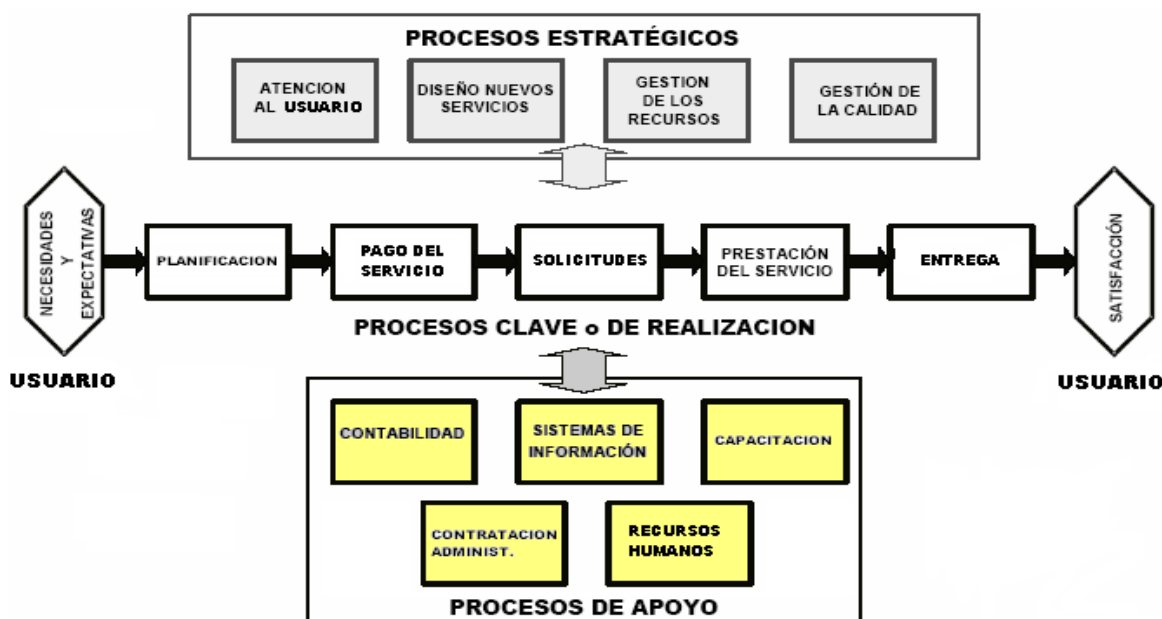 PROCESOS ESTRATÉGICOS
ATENCION
AL USUARIO
DISEÑO NUEVOS
SERVICIOS
GESTION
DE LOS
RECURSOS
GESTIÓN DE
LA CALIDAD
NECESIDADES
Y
EXPECTATIVAS
USUARIO
PLANIFICACION
PAGO DEL
SERVICIO
SOLICITUDES
PRESTACIÓN
DEL SERVICIO
ENTREGA
SATISFACCIÓN
USUARIO
PROCESOS CLAVE o DE REALIZACION
CONTABILIDAD
SISTEMAS DE
INFORMACIÓN
CAPACITACION
CONTRATACION
ADMINIST.
RECURSOS
HUMANOS
PROCESOS DE APOYO